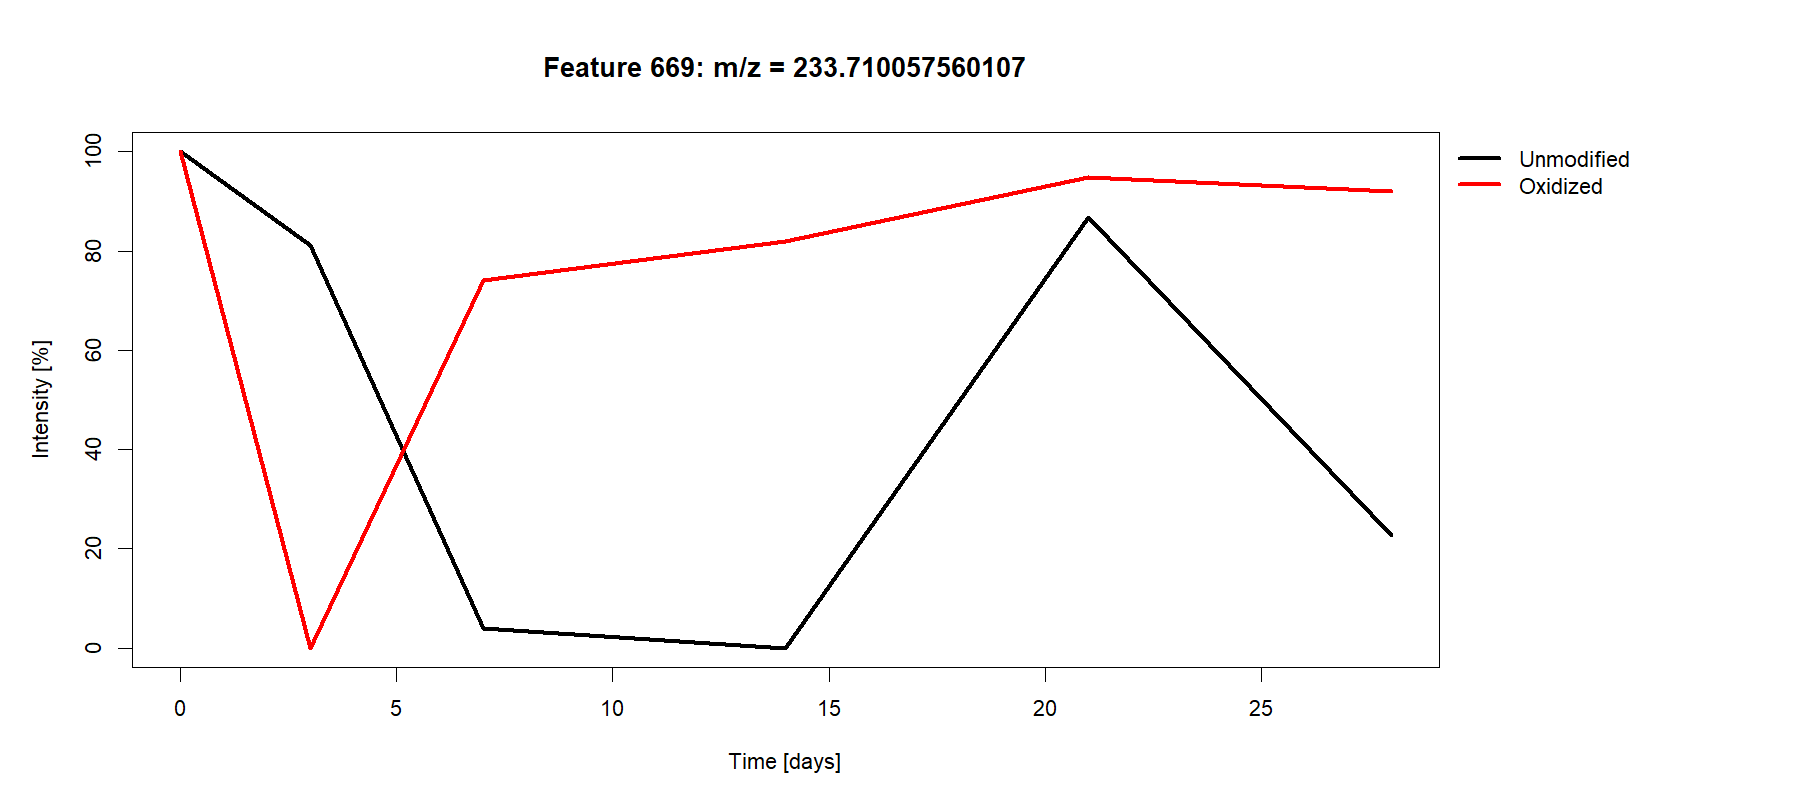 Feature 669: m/z = 233.710057560107
Unmodified
Oxidized
Intensity [%]
100
80
60
40
20
0
0 5 10 15 20 25
Time [days]